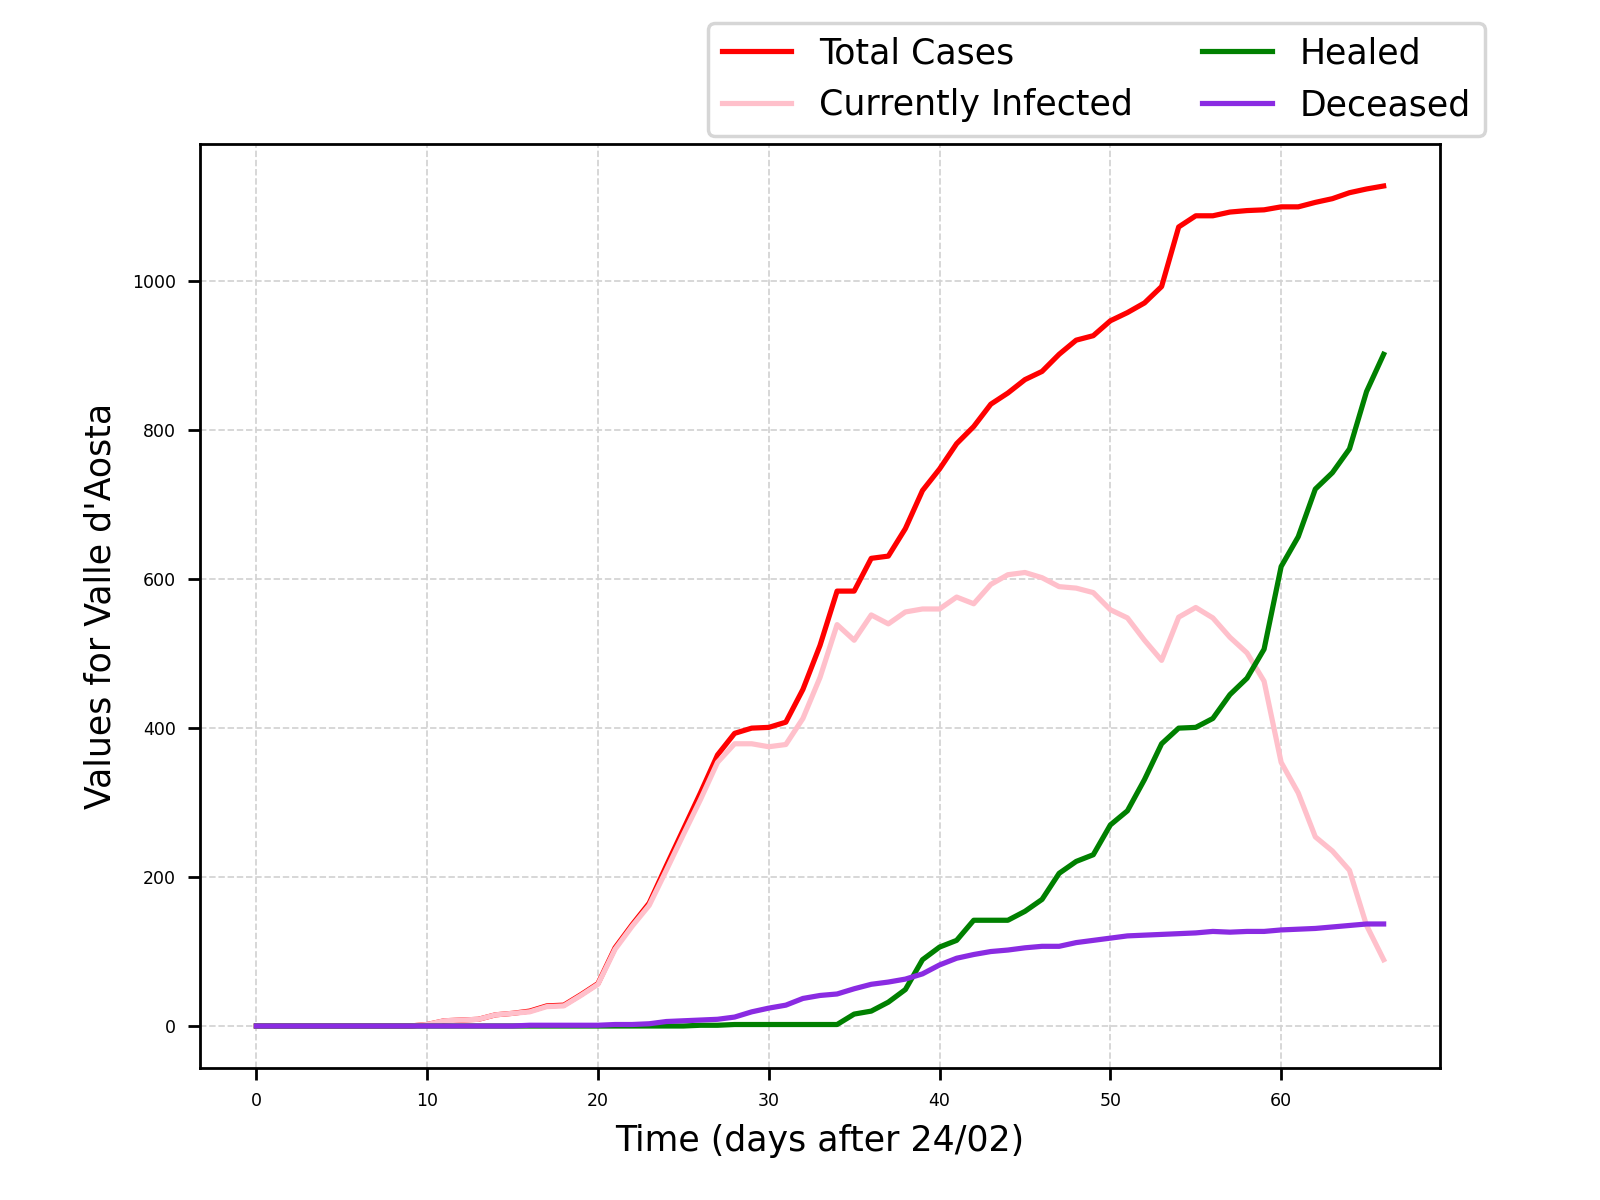 Total Cases
Currently Infected
Healed
Deceased
Values for Valle d'Aosta
1000
800
600
400
200
0
0 10 20 30 40 50 60
Time (days after 24/02)